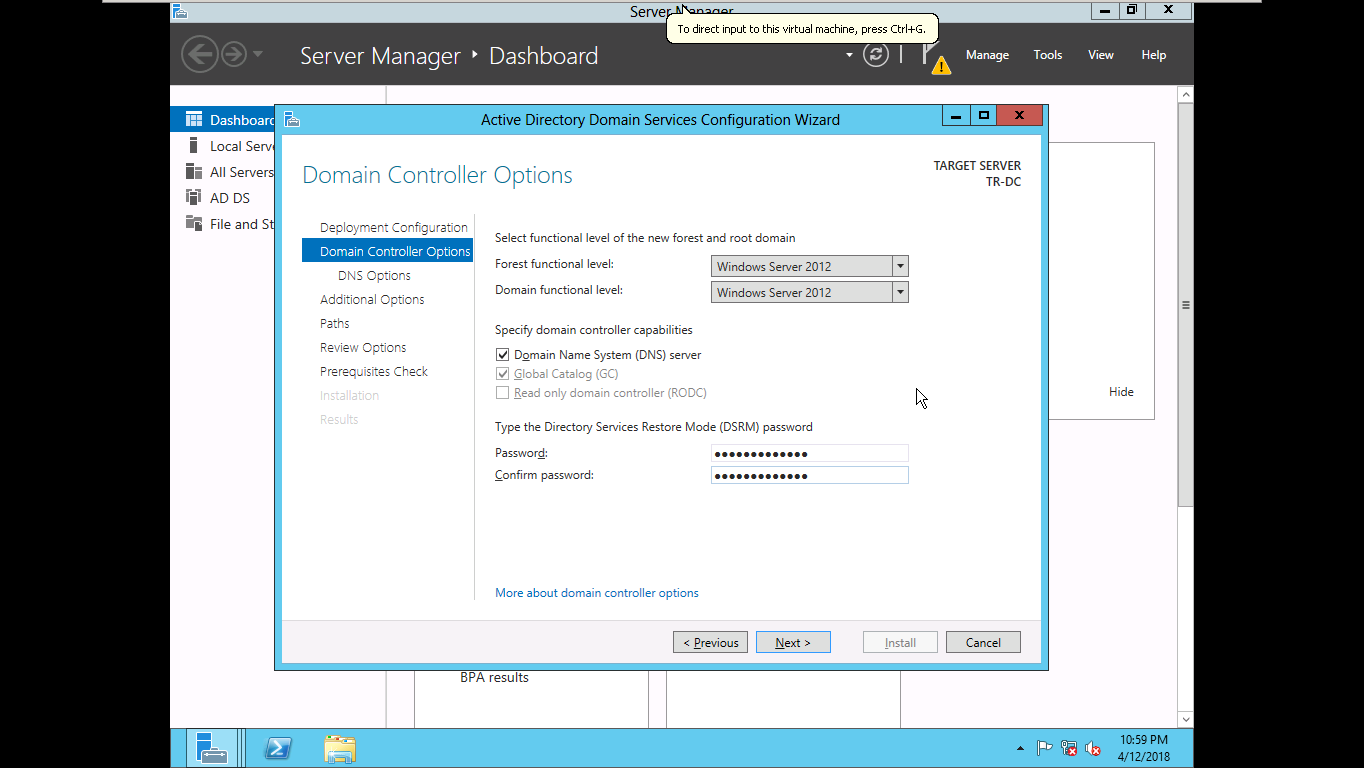 Server Manager
To direct input to this virtual machine, press Ctrl+G.
Server Manager ‣ Dashboard
Manage Tools View Help
Dashboard
Local Serve
All Servers
AD DS
File and St
Active Directory Domain Services Configuration Wizard
Domain Controller Options
TARGET SERVER
TR-DC
Deployment Configuration
Domain Controller Options
DNS Options
Additional Options
Paths
Review Options
Prerequisites Check
Installation
Results
Select functional level of the new forest and root domain
Forest functional level: Windows Server 2012
Domain functional level: Windows Server 2012
Specify domain controller capabilities
Domain Name System (DNS) server
Global Catalog (GC)
Read only domain controller (RODC)
Type the Directory Services Restore Mode (DSRM) password
Password: •••••••••••••
Confirm password: •••••••••••••
More about domain controller options
< Previous Next > Install Cancel
Hide
BPA results
10:59 PM
4/12/2018